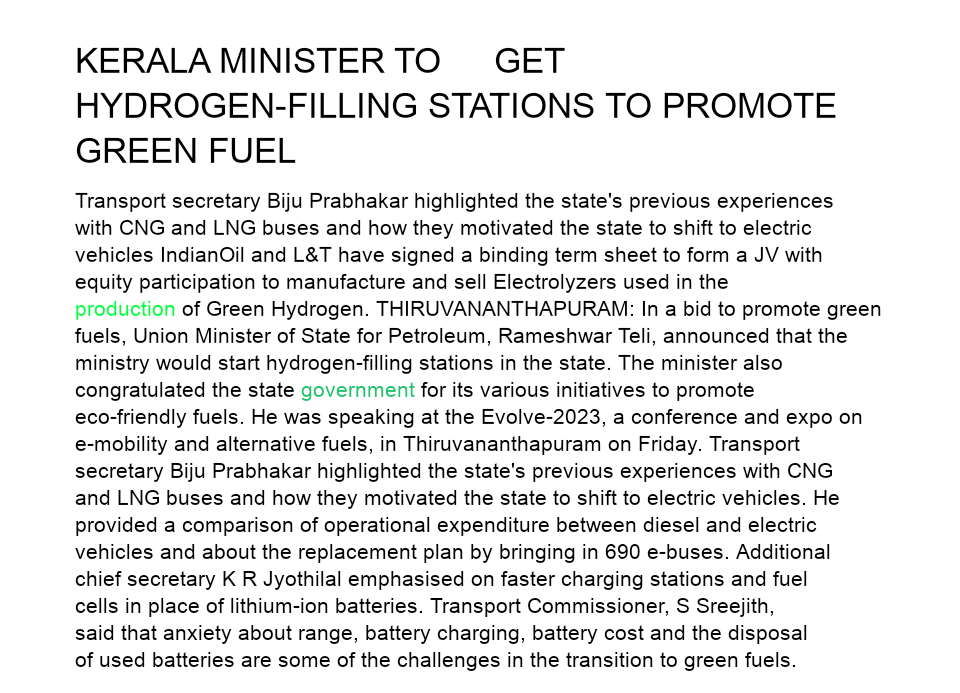 KERALA MINISTER TO GET
HYDROGEN-FILLING STATIONS TO PROMOTE
GREEN FUEL
Transport secretary Biju Prabhakar highlighted the state's previous experiences
with CNG and LNG buses and how they motivated the state to shift to electric
vehicles IndianOil and L&T have signed a binding term sheet to form a JV with
equity participation to manufacture and sell Electrolyzers used in the
production of Green Hydrogen. THIRUVANANTHAPURAM: In a bid to promote green
fuels, Union Minister of State for Petroleum, Rameshwar Teli, announced that the
ministry would start hydrogen-filling stations in the state. The minister also
congratulated the state government for its various initiatives to promote
eco-friendly fuels. He was speaking at the Evolve-2023, a conference and expo on
e-mobility and alternative fuels, in Thiruvananthapuram on Friday. Transport
secretary Biju Prabhakar highlighted the state's previous experiences with CNG
and LNG buses and how they motivated the state to shift to electric vehicles. He
provided a comparison of operational expenditure between diesel and electric
vehicles and about the replacement plan by bringing in 690 e-buses. Additional
chief secretary K R Jyothilal emphasised on faster charging stations and fuel
cells in place of lithium-ion batteries. Transport Commissioner, S Sreejith,
said that anxiety about range, battery charging, battery cost and the disposal
of used batteries are some of the challenges in the transition to green fuels.